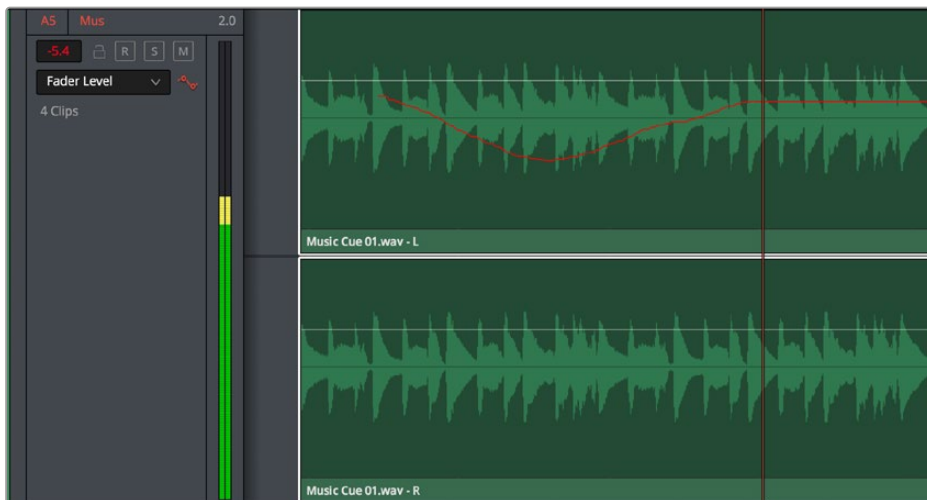 A5 Mus 2.0
-5.4 R S M
Fader Level
4 Clips
Music Cue 01.wav - L
Music Cue 01.wav - R